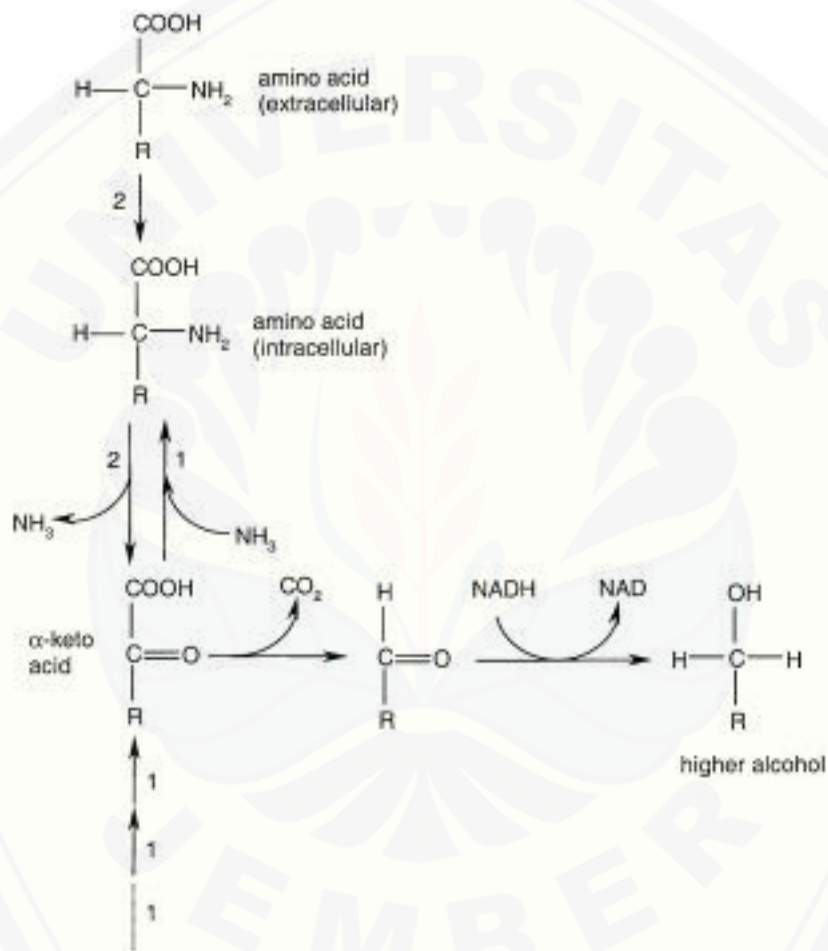 COOH
H—C—NH₂
amino acid
(extracellular)
R
2
COOH
H—C—NH₂
amino acid
(intracellular)
R
2
1
NH₃
NH₃
COOH
CO₂
H
NADH
NAD
OH
α-keto
acid
C=O
C=O
H—C—H
R
R
R
higher alcohol
1
1
1
UNIVERSITAS
JEMBER